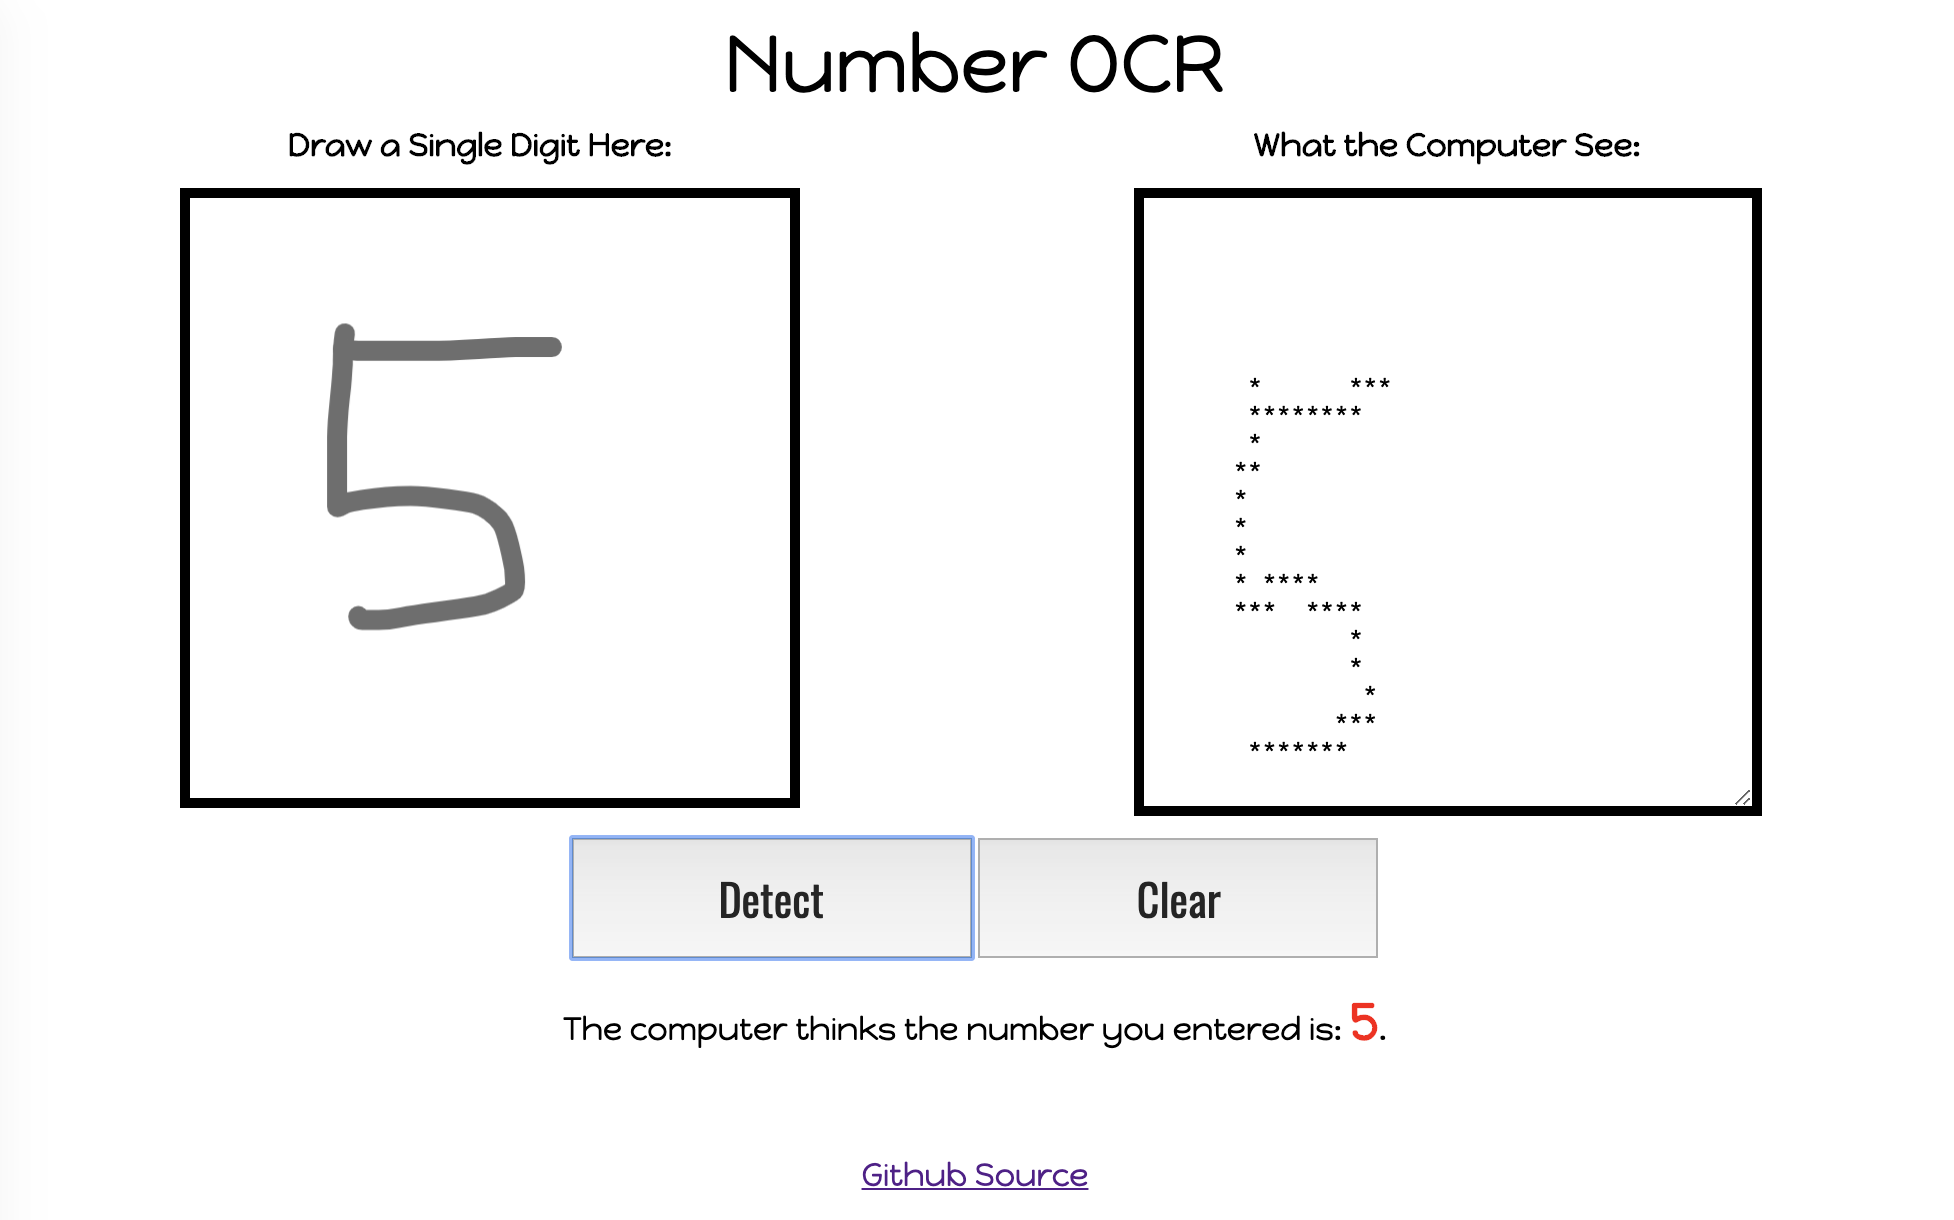 Number OCR
Draw a Single Digit Here:
What the Computer See:
5
*      ***
********
*
**
*
*
*
* ****
***  ****
*
*
*
***
*******
Detect
Clear
The computer thinks the number you entered is: 5.
Github Source